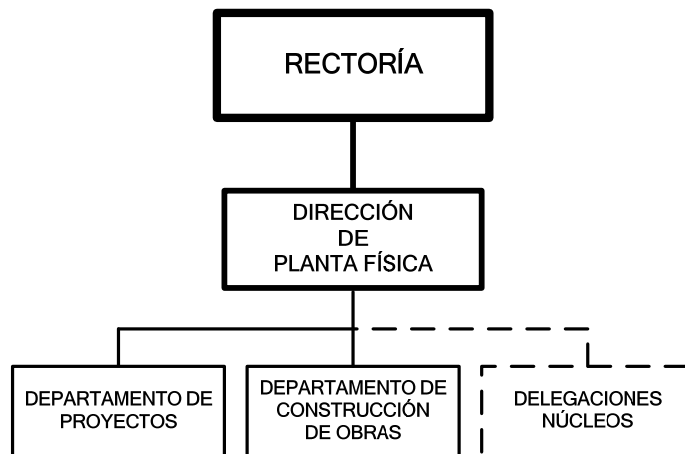 RECTORÍA
DIRECCIÓN
DE
PLANTA FÍSICA
DEPARTAMENTO DE
PROYECTOS
DEPARTAMENTO DE
CONSTRUCCIÓN
DE OBRAS
DELEGACIONES
NÚCLEOS